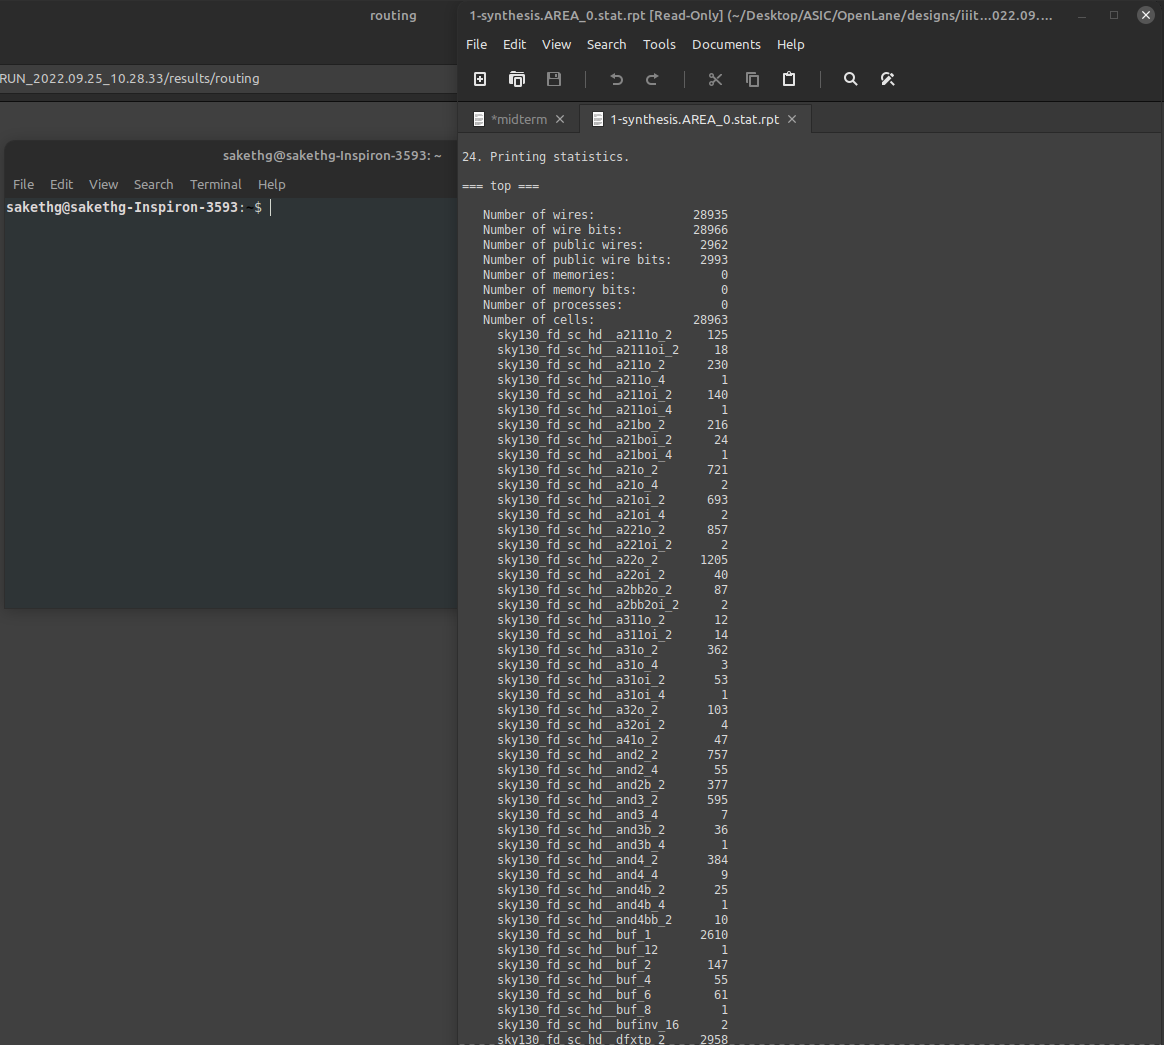 routing
RUN_2022.09.25_10.28.33/results/routing
sakethg@sakethg-Inspiron-3593: ~
File Edit View Search Terminal Help
sakethg@sakethg-Inspiron-3593:~$
1-synthesis.AREA_0.stat.rpt [Read-Only] (~/Desktop/ASIC/OpenLane/designs/iiit...022.09....
File Edit View Search Tools Documents Help
*midterm 1-synthesis.AREA_0.stat.rpt
24. Printing statistics.
=== top ===
Number of wires: 28935
Number of wire bits: 28966
Number of public wires: 2962
Number of public wire bits: 2993
Number of memories: 0
Number of memory bits: 0
Number of processes: 0
Number of cells: 28963
sky130_fd_sc_hd__a2111o_2 125
sky130_fd_sc_hd__a2111oi_2 18
sky130_fd_sc_hd__a211o_2 230
sky130_fd_sc_hd__a211o_4 1
sky130_fd_sc_hd__a211oi_2 140
sky130_fd_sc_hd__a211oi_4 1
sky130_fd_sc_hd__a21bo_2 216
sky130_fd_sc_hd__a21boi_2 24
sky130_fd_sc_hd__a21boi_4 1
sky130_fd_sc_hd__a21o_2 721
sky130_fd_sc_hd__a21o_4 2
sky130_fd_sc_hd__a21oi_2 693
sky130_fd_sc_hd__a21oi_4 2
sky130_fd_sc_hd__a221o_2 857
sky130_fd_sc_hd__a221oi_2 2
sky130_fd_sc_hd__a22o_2 1205
sky130_fd_sc_hd__a22oi_2 40
sky130_fd_sc_hd__a2bb2o_2 87
sky130_fd_sc_hd__a2bb2oi_2 2
sky130_fd_sc_hd__a311o_2 12
sky130_fd_sc_hd__a311oi_2 14
sky130_fd_sc_hd__a31o_2 362
sky130_fd_sc_hd__a31o_4 3
sky130_fd_sc_hd__a31oi_2 53
sky130_fd_sc_hd__a31oi_4 1
sky130_fd_sc_hd__a32o_2 103
sky130_fd_sc_hd__a32oi_2 4
sky130_fd_sc_hd__a41o_2 47
sky130_fd_sc_hd__and2_2 757
sky130_fd_sc_hd__and2_4 55
sky130_fd_sc_hd__and2b_2 377
sky130_fd_sc_hd__and3_2 595
sky130_fd_sc_hd__and3_4 7
sky130_fd_sc_hd__and3b_2 36
sky130_fd_sc_hd__and3b_4 1
sky130_fd_sc_hd__and4_2 384
sky130_fd_sc_hd__and4_4 9
sky130_fd_sc_hd__and4b_2 25
sky130_fd_sc_hd__and4b_4 1
sky130_fd_sc_hd__and4bb_2 10
sky130_fd_sc_hd__buf_1 2610
sky130_fd_sc_hd__buf_12 1
sky130_fd_sc_hd__buf_2 147
sky130_fd_sc_hd__buf_4 55
sky130_fd_sc_hd__buf_6 61
sky130_fd_sc_hd__buf_8 1
sky130_fd_sc_hd__bufinv_16 2
sky130_fd_sc_hd__dfxtp_2 2958